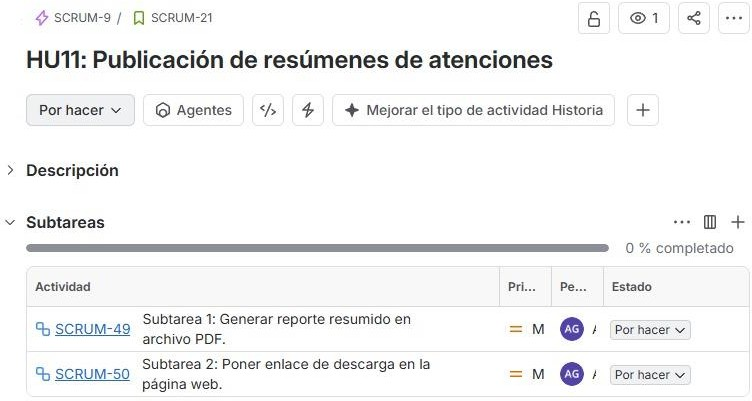 SCRUM-9 / SCRUM-21
1
HU11: Publicación de resúmenes de atenciones
Por hacer
Agentes
</>
Mejorar el tipo de actividad Historia
Descripción
Subtareas
0 % completado
Actividad Pri... Pe... Estado
SCRUM-49 Subtarea 1: Generar reporte resumido en
archivo PDF.
M AG Por hacer
SCRUM-50 Subtarea 2: Poner enlace de descarga en la
página web.
M AG Por hacer